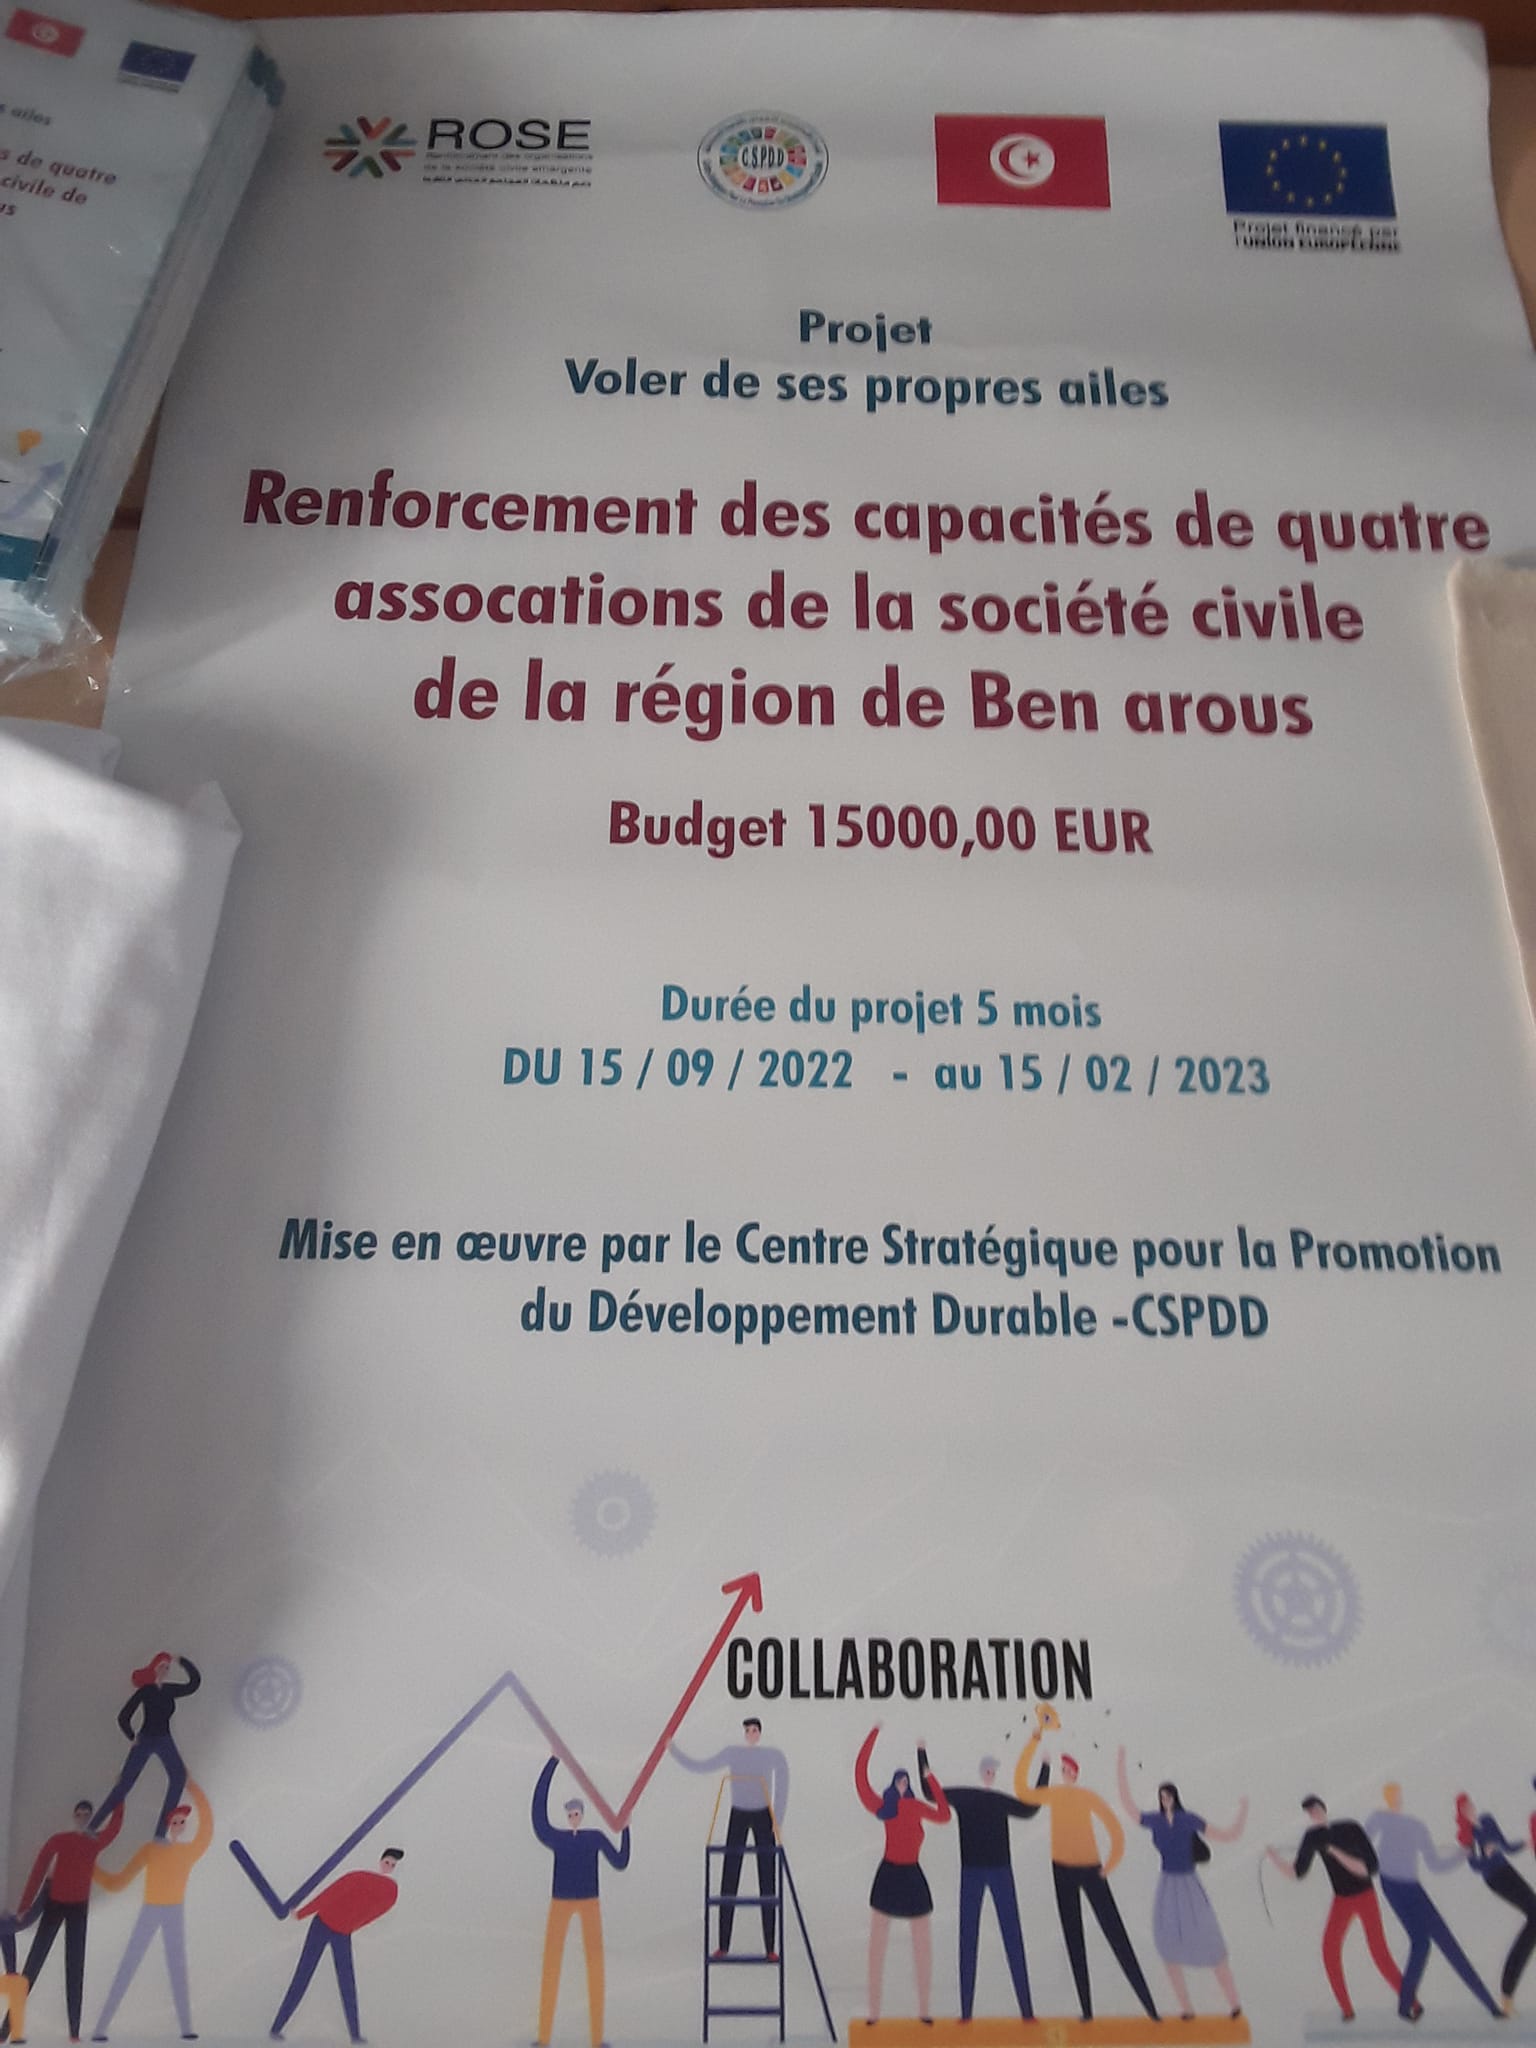 ailes
de quatre
civile de
ROSE
Renforcement des organisations
de la société civile émergente
C.S.P.D.D
Projet financé par
l'UNION EUROPÉENNE
Projet
Voler de ses propres ailes
Renforcement des capacités de quatre
assocations de la société civile
de la région de Ben arous
Budget 15000,00 EUR
Durée du projet 5 mois
DU 15 / 09 / 2022 - au 15 / 02 / 2023
Mise en œuvre par le Centre Stratégique pour la Promotion
du Développement Durable -CSPDD
COLLABORATION